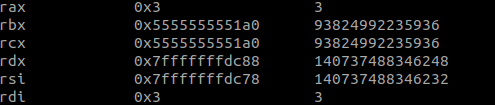 rax 0x3 3
rbx 0x5555555551a0 93824992235936
rcx 0x5555555551a0 93824992235936
rdx 0x7fffffffdc88 140737488346248
rsi 0x7fffffffdc78 140737488346232
rdi 0x3 3